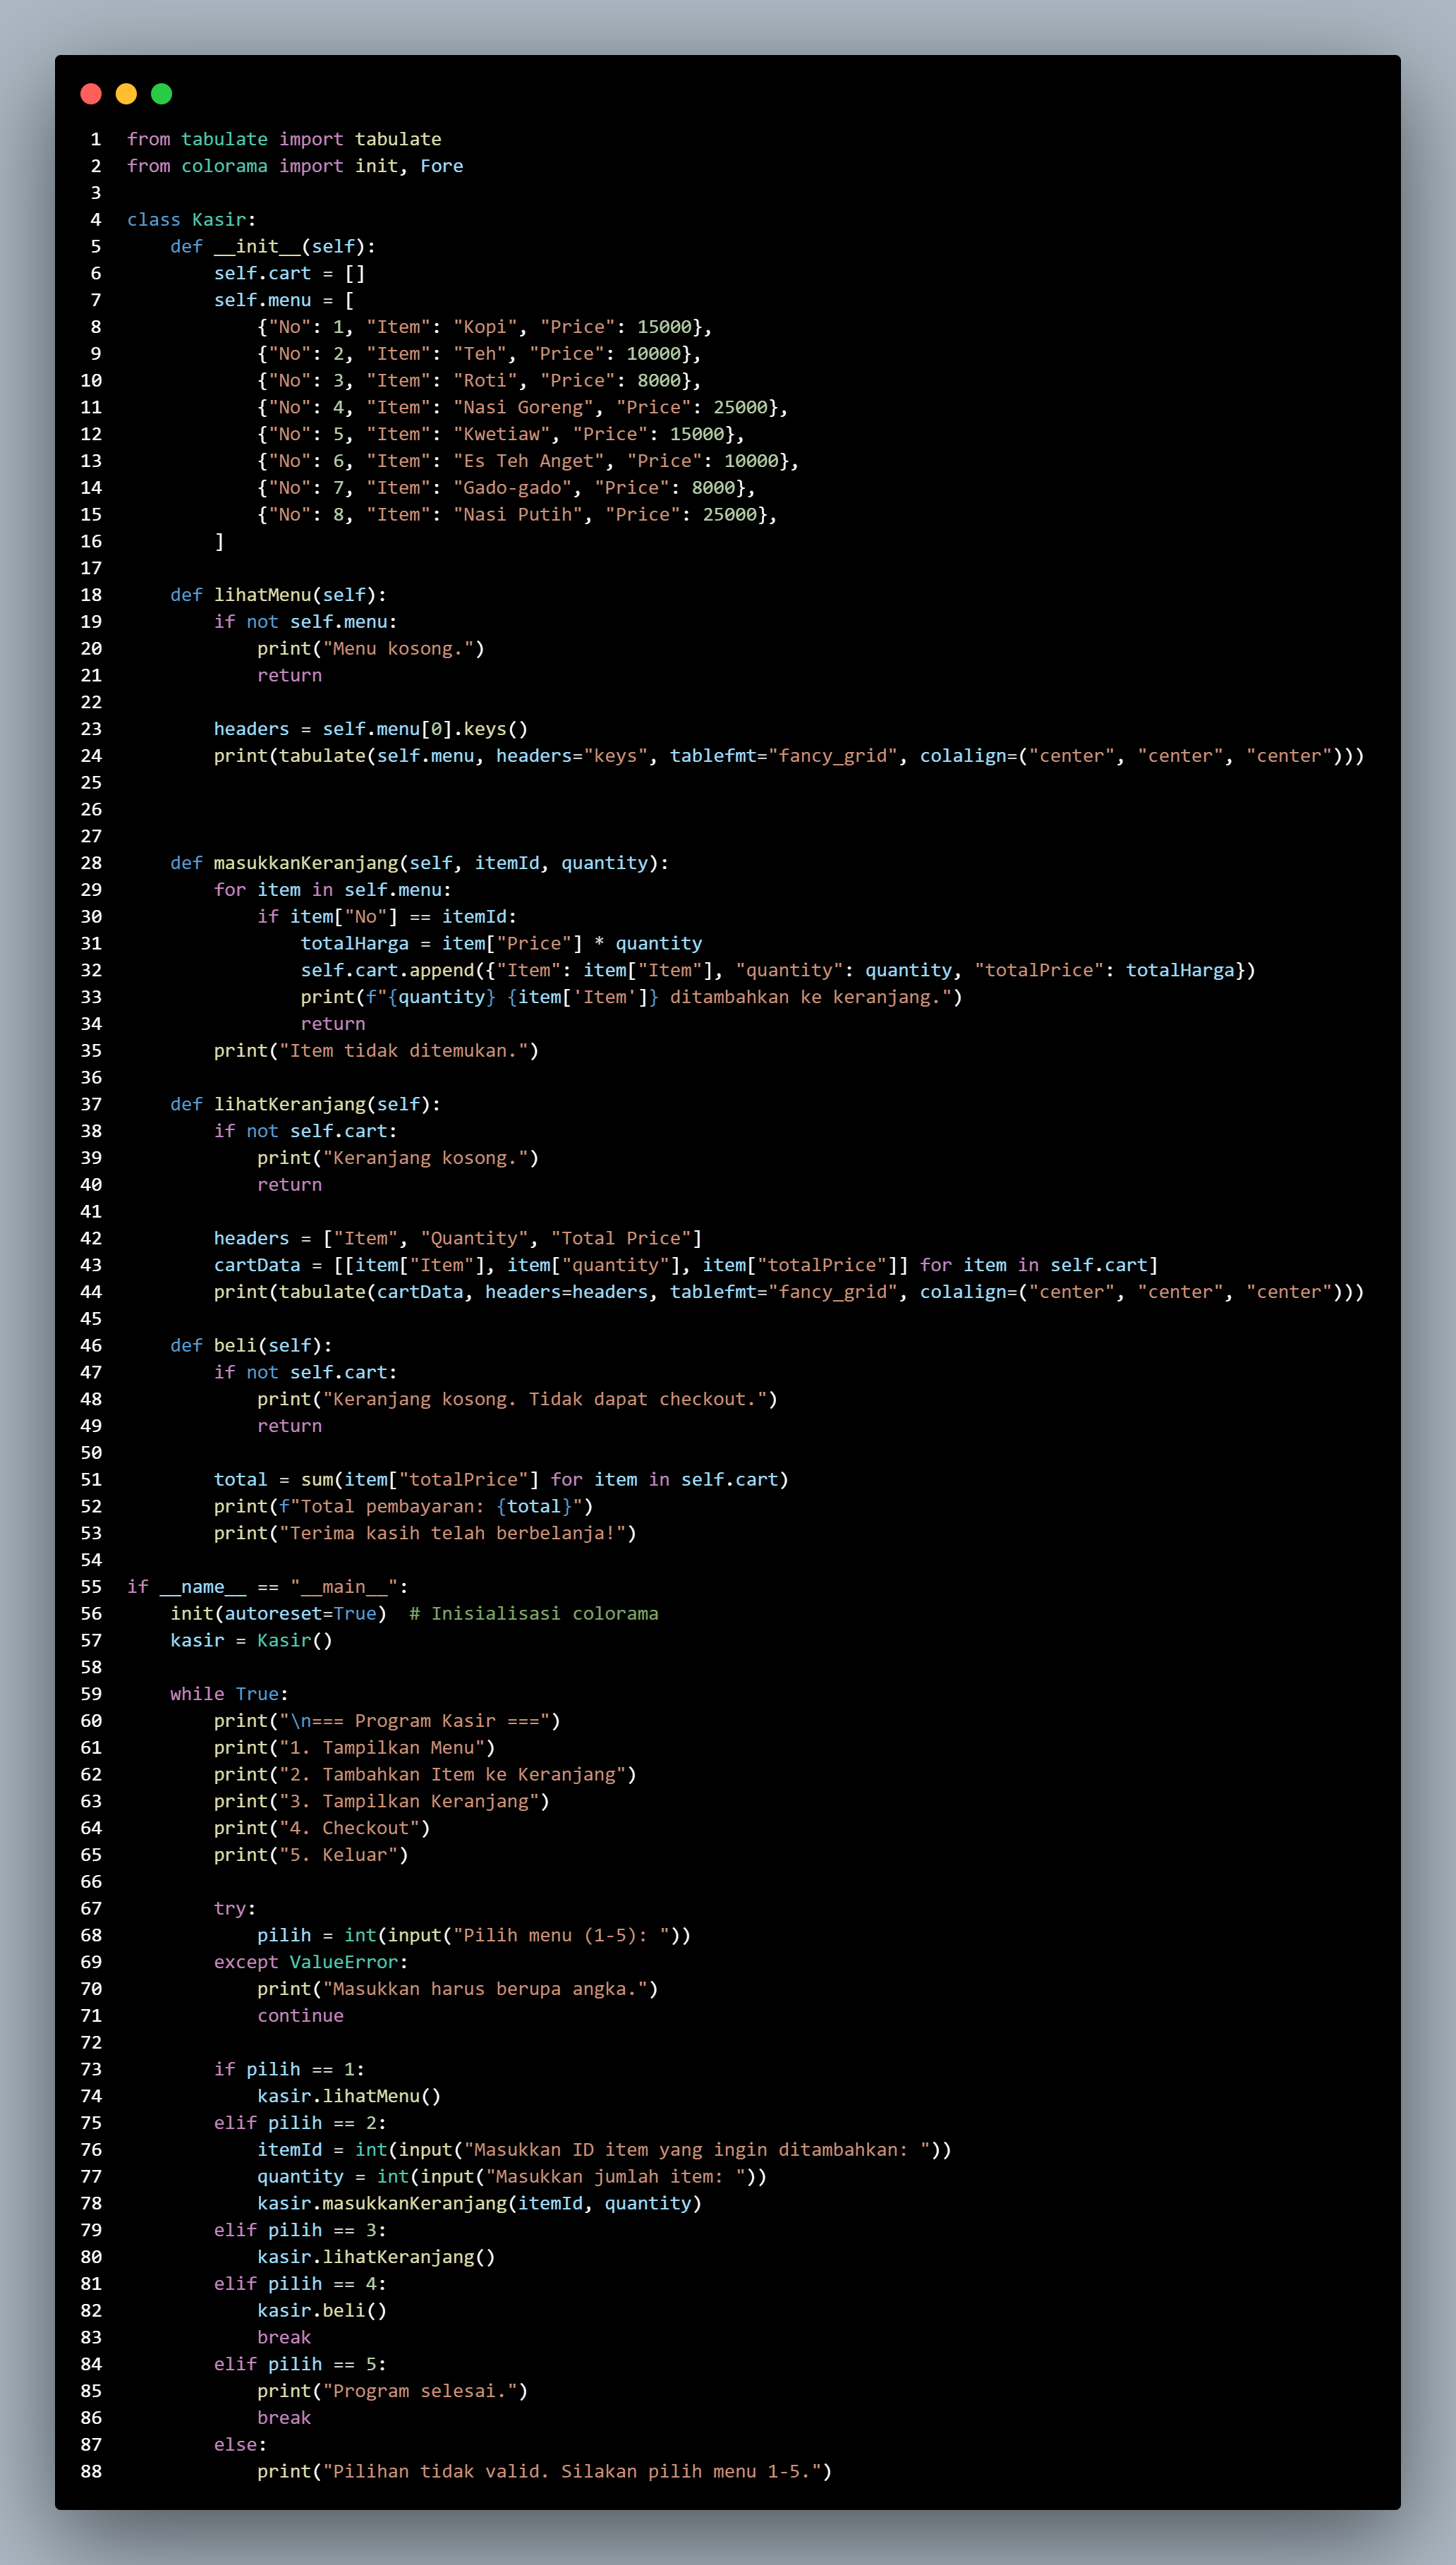 1 from tabulate import tabulate
2 from colorama import init, Fore
3
4 class Kasir:
5     def __init__(self):
6         self.cart = []
7         self.menu = [
8             {"No": 1, "Item": "Kopi", "Price": 15000},
9             {"No": 2, "Item": "Teh", "Price": 10000},
10             {"No": 3, "Item": "Roti", "Price": 8000},
11             {"No": 4, "Item": "Nasi Goreng", "Price": 25000},
12             {"No": 5, "Item": "Kwetiaw", "Price": 15000},
13             {"No": 6, "Item": "Es Teh Anget", "Price": 10000},
14             {"No": 7, "Item": "Gado-gado", "Price": 8000},
15             {"No": 8, "Item": "Nasi Putih", "Price": 25000},
16         ]
17
18     def lihatMenu(self):
19         if not self.menu:
20             print("Menu kosong.")
21             return
22
23         headers = self.menu[0].keys()
24         print(tabulate(self.menu, headers="keys", tablefmt="fancy_grid", colalign=("center", "center", "center")))
25
26
27
28     def masukkanKeranjang(self, itemId, quantity):
29         for item in self.menu:
30             if item["No"] == itemId:
31                 totalHarga = item["Price"] * quantity
32                 self.cart.append({"Item": item["Item"], "quantity": quantity, "totalPrice": totalHarga})
33                 print(f"{quantity} {item['Item']} ditambahkan ke keranjang.")
34                 return
35         print("Item tidak ditemukan.")
36
37     def lihatKeranjang(self):
38         if not self.cart:
39             print("Keranjang kosong.")
40             return
41
42         headers = ["Item", "Quantity", "Total Price"]
43         cartData = [[item["Item"], item["quantity"], item["totalPrice"]] for item in self.cart]
44         print(tabulate(cartData, headers=headers, tablefmt="fancy_grid", colalign=("center", "center", "center")))
45
46     def beli(self):
47         if not self.cart:
48             print("Keranjang kosong. Tidak dapat checkout.")
49             return
50
51         total = sum(item["totalPrice"] for item in self.cart)
52         print(f"Total pembayaran: {total}")
53         print("Terima kasih telah berbelanja!")
54
55 if __name__ == "__main__":
56     init(autoreset=True)  # Inisialisasi colorama
57     kasir = Kasir()
58
59     while True:
60         print("\n=== Program Kasir ===")
61         print("1. Tampilkan Menu")
62         print("2. Tambahkan Item ke Keranjang")
63         print("3. Tampilkan Keranjang")
64         print("4. Checkout")
65         print("5. Keluar")
66
67         try:
68             pilih = int(input("Pilih menu (1-5): "))
69         except ValueError:
70             print("Masukkan harus berupa angka.")
71             continue
72
73         if pilih == 1:
74             kasir.lihatMenu()
75         elif pilih == 2:
76             itemId = int(input("Masukkan ID item yang ingin ditambahkan: "))
77             quantity = int(input("Masukkan jumlah item: "))
78             kasir.masukkanKeranjang(itemId, quantity)
79         elif pilih == 3:
80             kasir.lihatKeranjang()
81         elif pilih == 4:
82             kasir.beli()
83             break
84         elif pilih == 5:
85             print("Program selesai.")
86             break
87         else:
88             print("Pilihan tidak valid. Silakan pilih menu 1-5.")